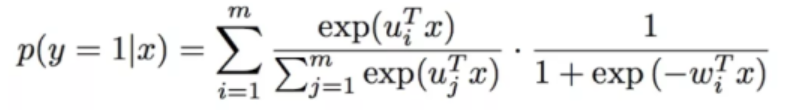 p(y = 1|x) = \sum_{i=1}^{m} \frac{\exp(u_i^T x)}{\sum_{j=1}^{m} \exp(u_j^T x)} \cdot \frac{1}{1 + \exp(-w_i^T x)}